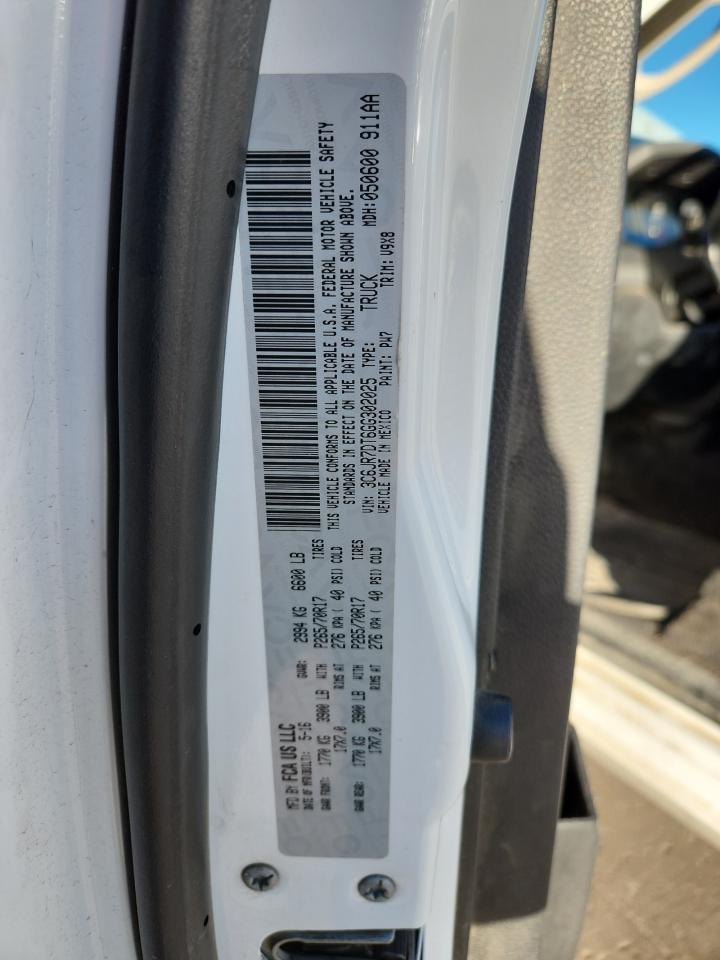 MFD BY: FCA US LLC
DATE OF MFR(BUILT): 5-16 GVWR: 2994 KG 6600 LB
GAWR FRONT: 1770 KG 3900 LB WITH P265/70R17 TIRES
17X7.0 RIMS AT 276 KPA ( 40 PSI) COLD
GAWR REAR: 1770 KG 3900 LB WITH P265/70R17 TIRES
17X7.0 RIMS AT 276 KPA ( 40 PSI) COLD
THIS VEHICLE CONFORMS TO ALL APPLICABLE U.S.A. FEDERAL MOTOR VEHICLE SAFETY
STANDARDS IN EFFECT ON THE DATE OF MANUFACTURE SHOWN ABOVE.
VIN: 3C6JR7DT6GG302025 TYPE: TRUCK MDH:050600 911AA
VEHICLE MADE IN MEXICO PAINT: PW7 TRIM: V9X8